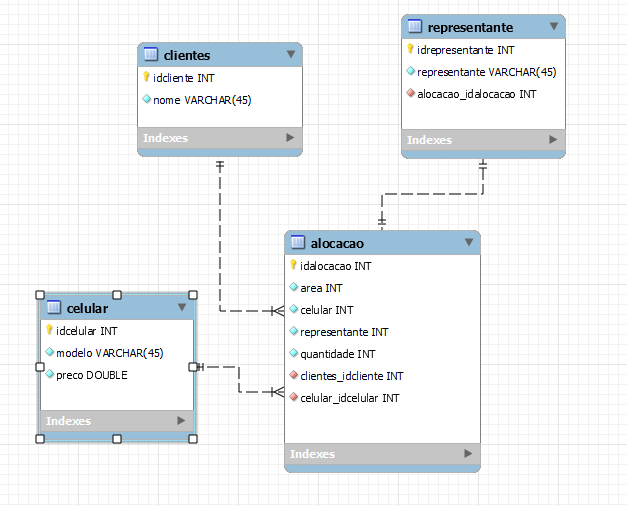 clientes
idcliente INT
nome VARCHAR(45)
Indexes
representante
idrepresentante INT
representante VARCHAR(45)
alocacao_idalocacao INT
Indexes
alocacao
idalocacao INT
area INT
celular INT
representante INT
quantidade INT
clientes_idcliente INT
celular_idcelular INT
Indexes
celular
idcelular INT
modelo VARCHAR(45)
preco DOUBLE
Indexes